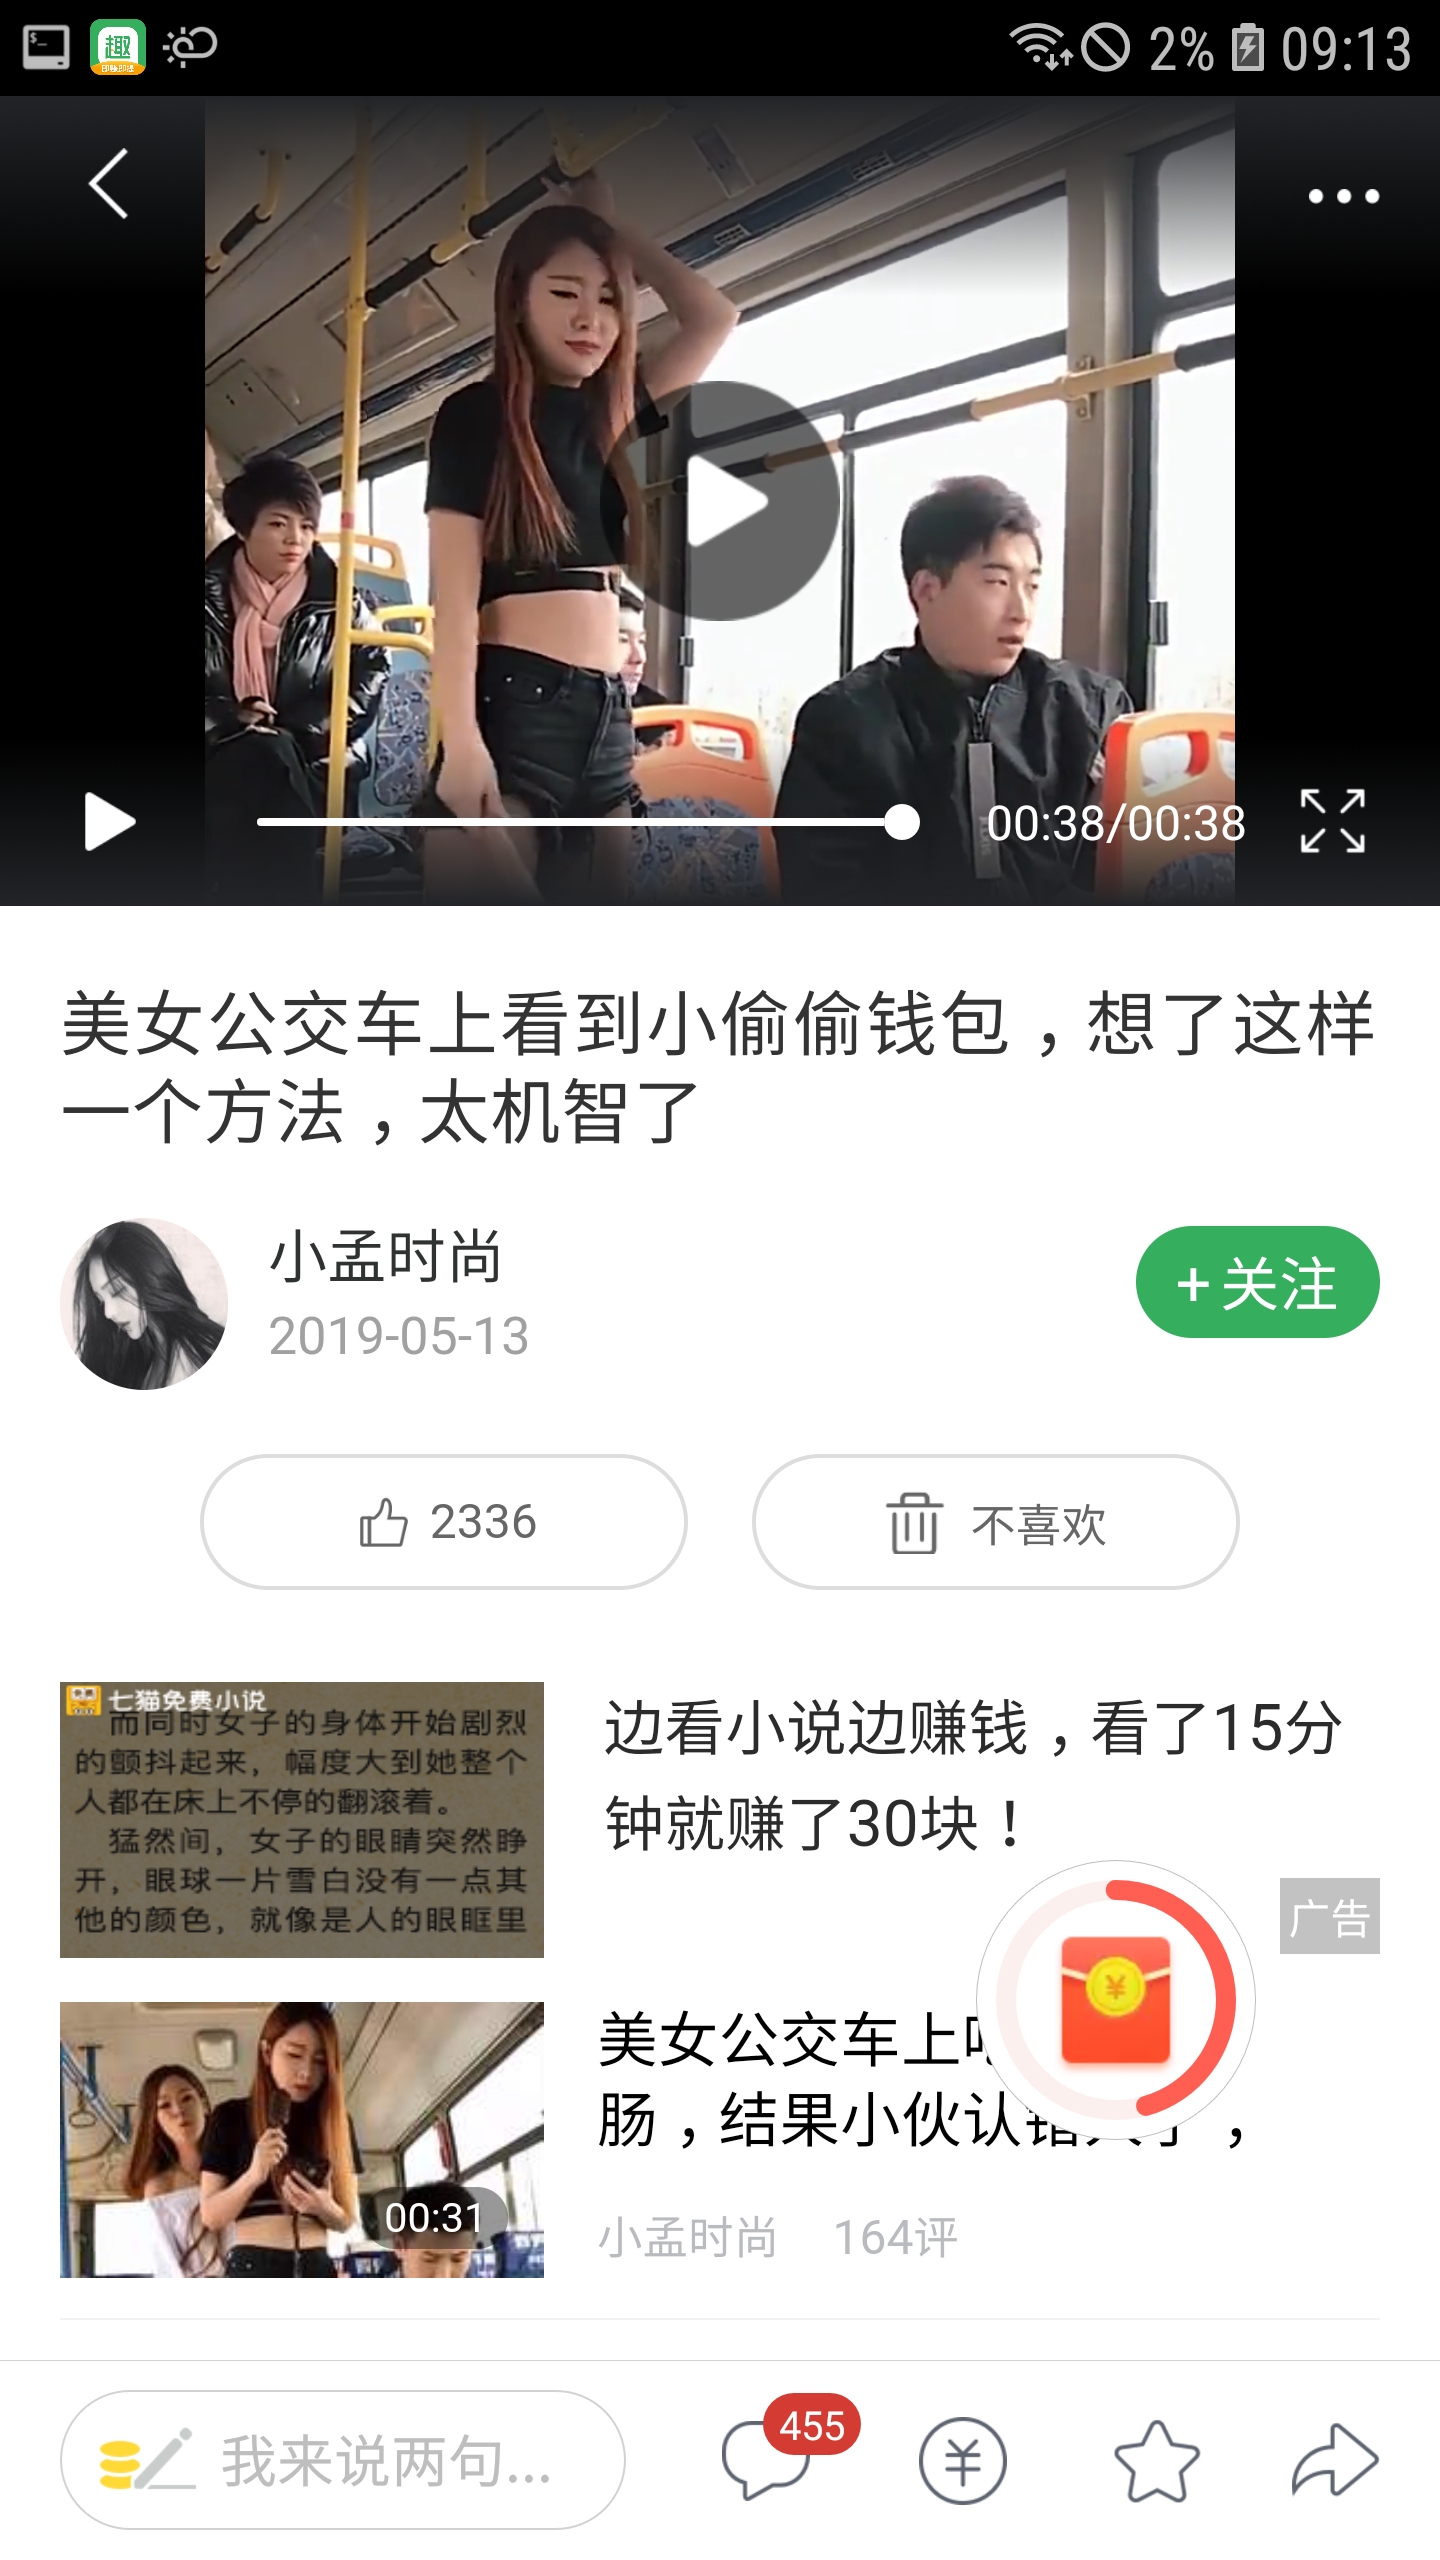 趣
2% 09:13
00:38/00:38
美女公交车上看到小偷偷钱包，想了这样
一个方法，太机智了
小孟时尚
2019-05-13
+关注
2336
不喜欢
七猫免费小说
而同时女子的身体开始剧烈
的颤抖起来，幅度大到她整个
人都在床上不停的翻滚着。
猛然间，女子的眼睛突然睁
开，眼球一片雪白没有一点其
他的颜色，就像是人的眼眶里
边看小说边赚钱，看了15分
钟就赚了30块！
广告
美女公交车上
肠，结果小伙认错人了，
00:31
小孟时尚 164评
我来说两句...
455